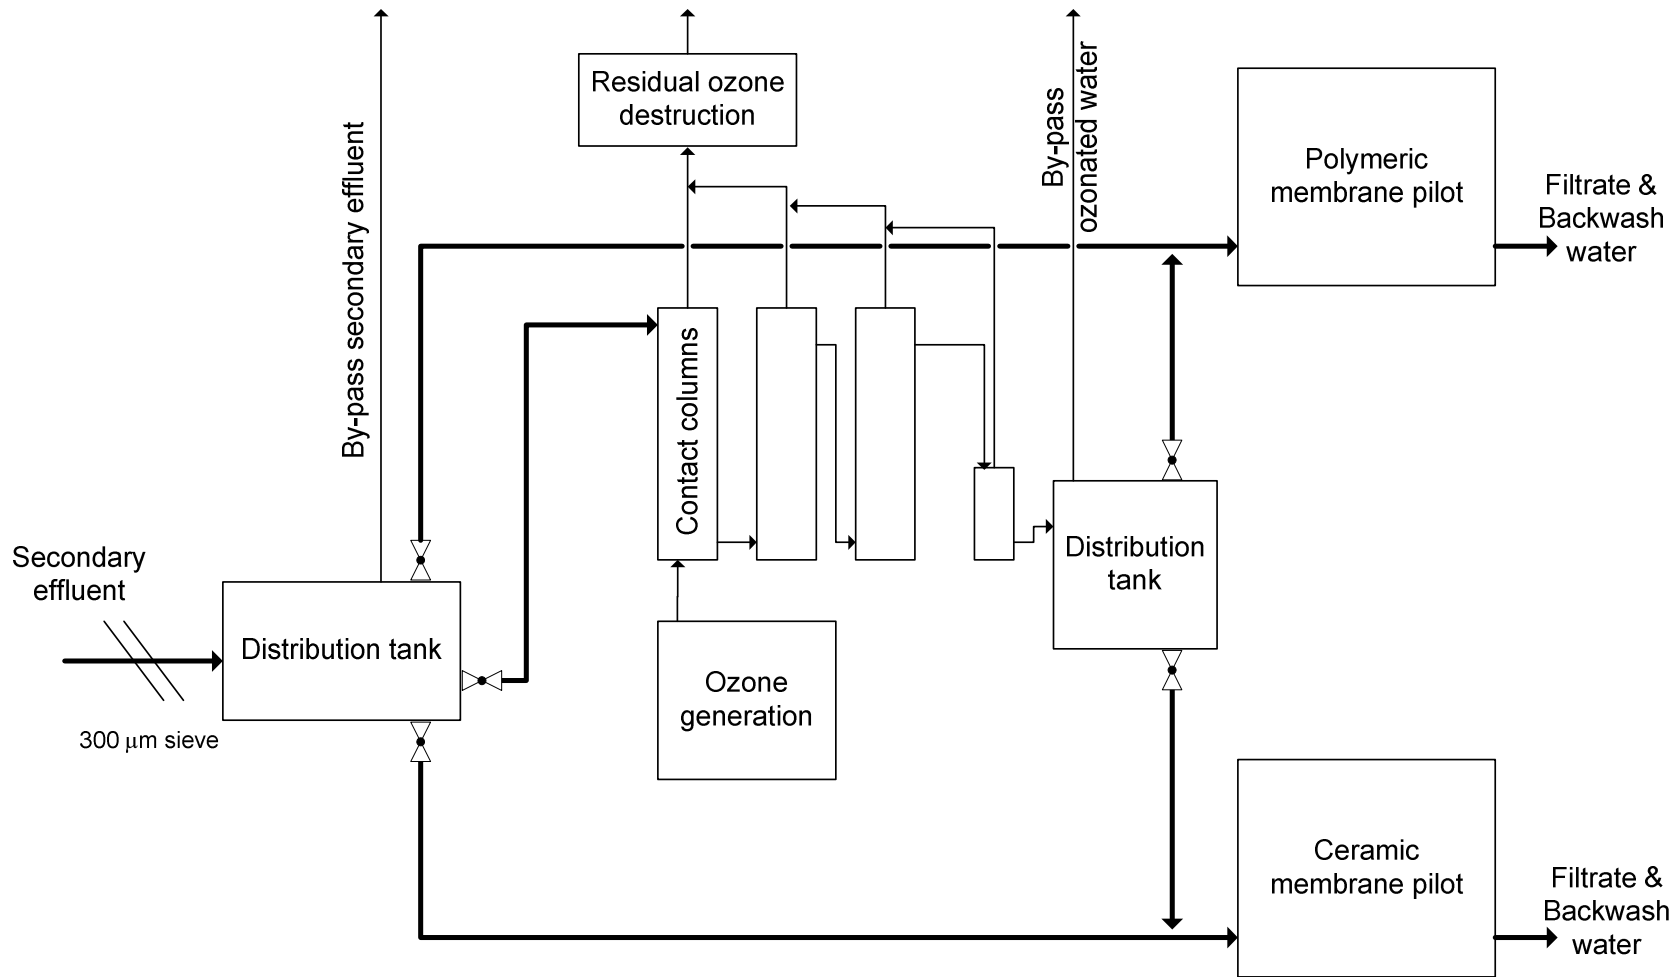 Residual ozone
destruction
By-pass secondary effluent
By-pass
ozonated water
Polymeric
membrane pilot
Filtrate &
Backwash
water
Contact columns
Secondary
effluent
300 μm sieve
Distribution tank
Ozone
generation
Distribution
tank
Ceramic
membrane pilot
Filtrate &
Backwash
water